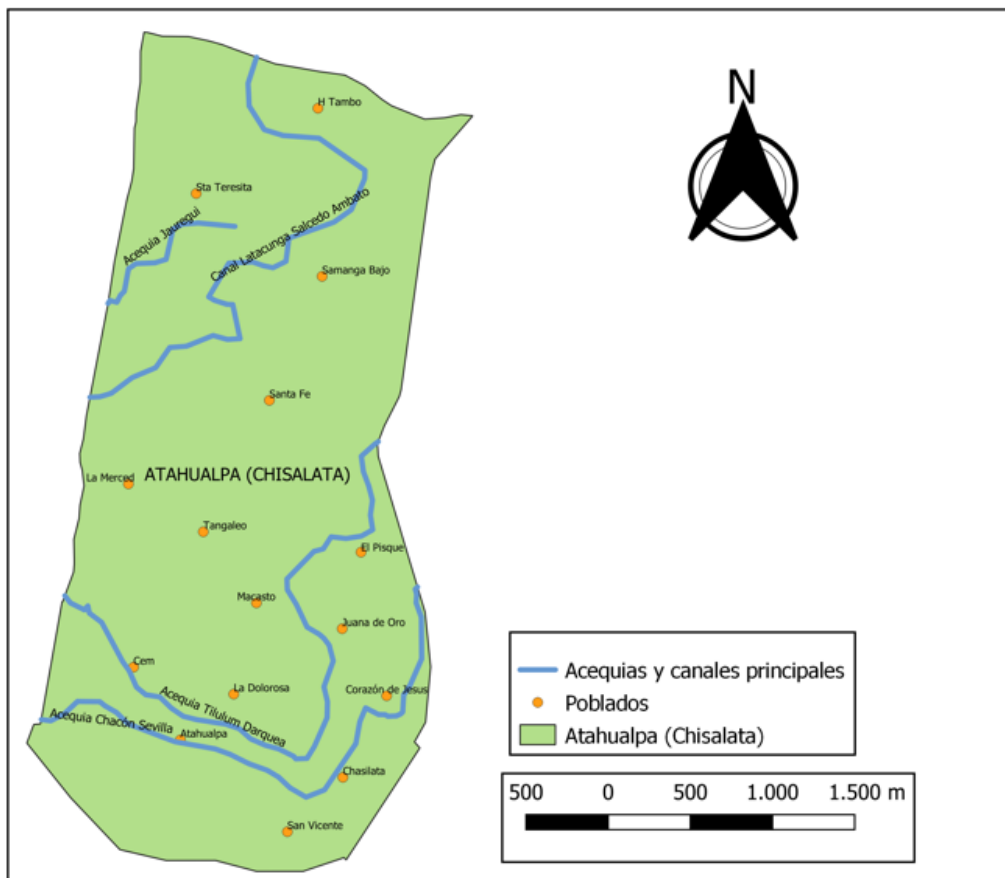 N
H Tambo
Sta Teresita
Acequia Jauregui
Canal Latacunga Salcedo Ambato
Samanga Bajo
Santa Fe
ATAHUALPA (CHISALATA)
La Merced
Tangaleo
El Pisque
Macasto
Juana de Oro
Cem
La Dolorosa
Corazón de Jesus
Acequia Tilulum Darquea
Acequia Chacón Sevilla
Atahualpa
Chasilata
San Vicente
Acequias y canales principales
Poblados
Atahualpa (Chisalata)
500 0 500 1.000 1.500 m